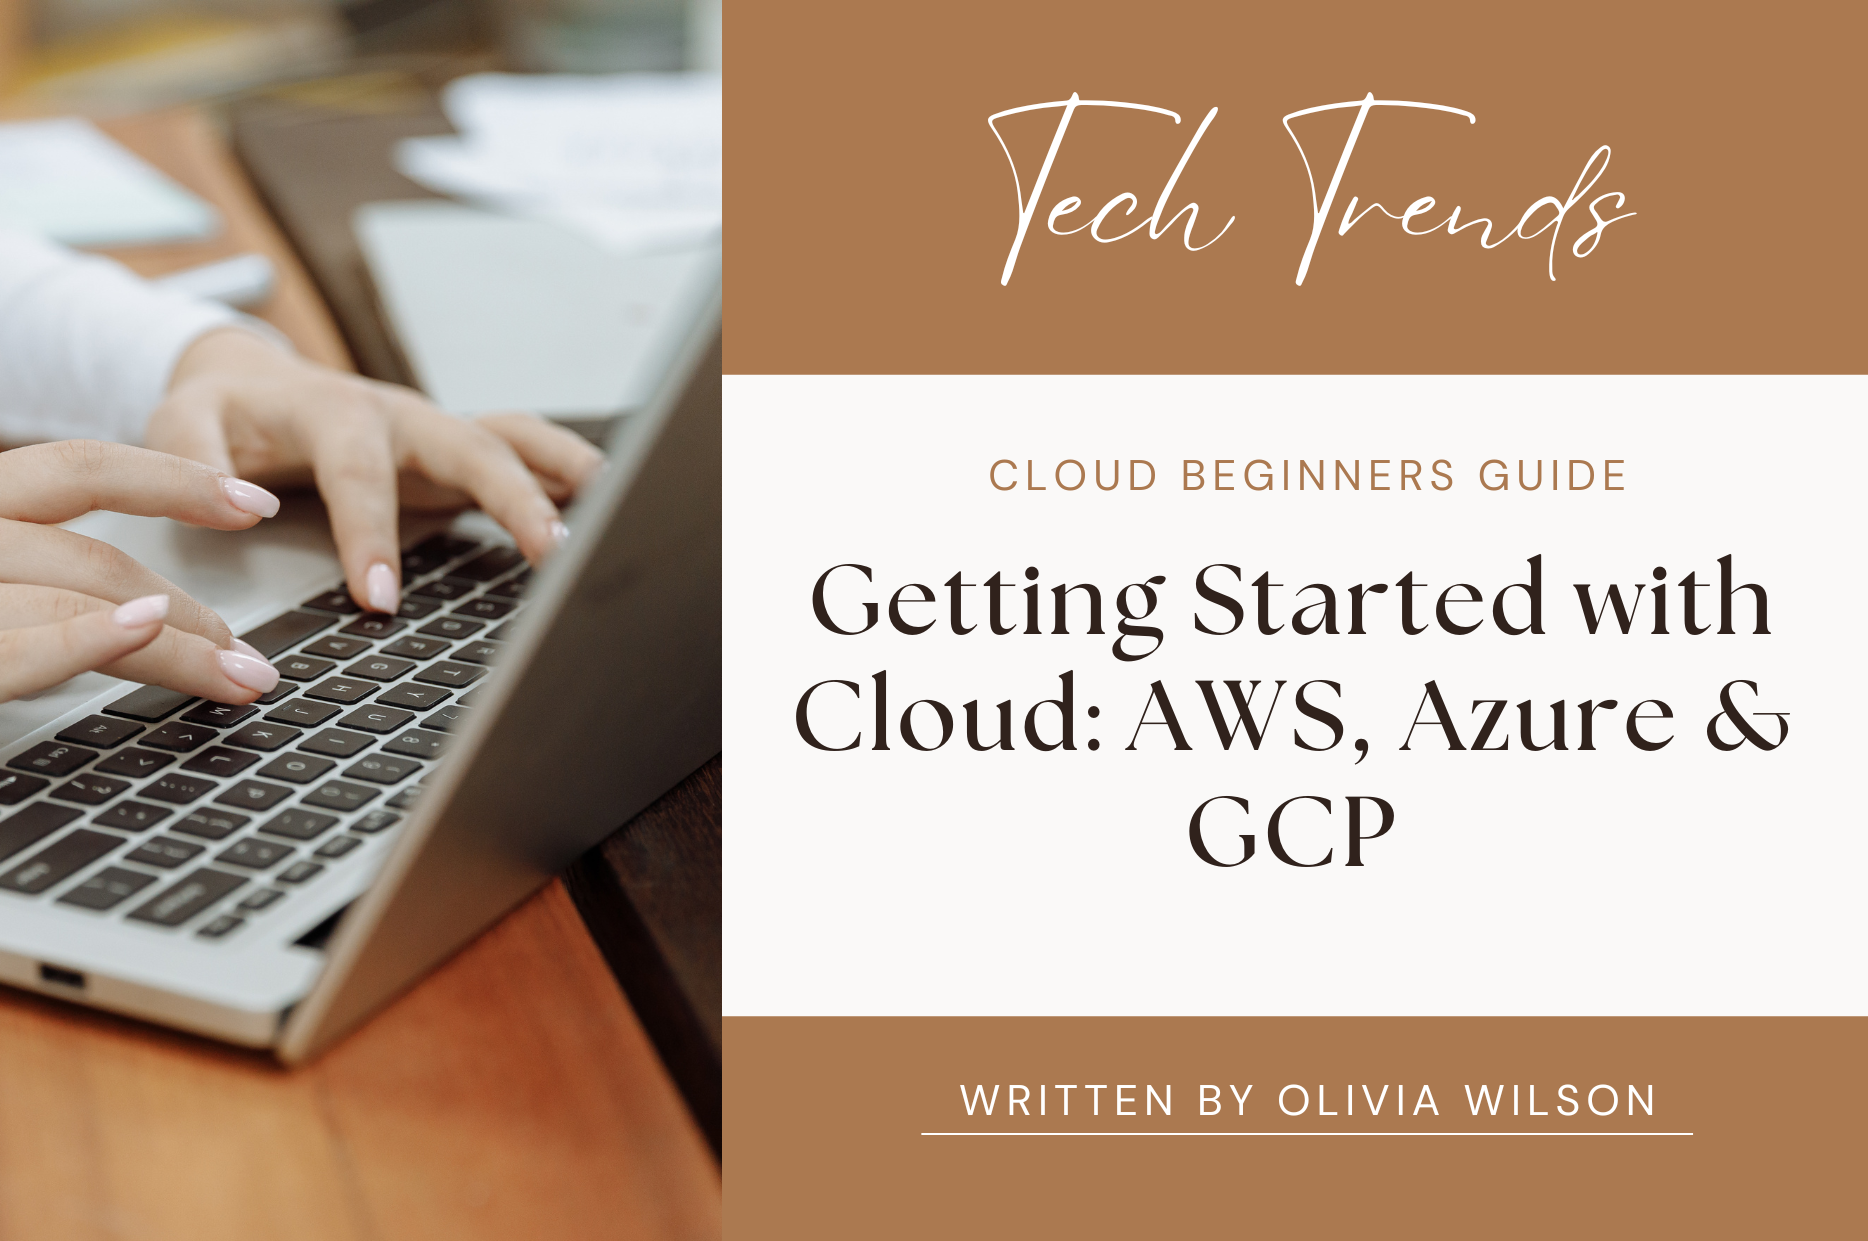 Tech Trends
CLOUD BEGINNERS GUIDE
Getting Started with
Cloud: AWS, Azure &
GCP
WRITTEN BY OLIVIA WILSON